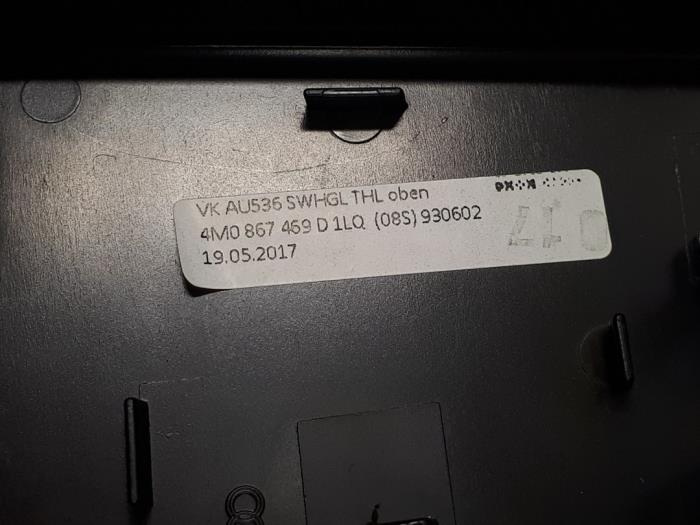 VK AU536 SWHGL THL oben
4M0 867 469 D 1LQ (08S) 930602
19.05.2017